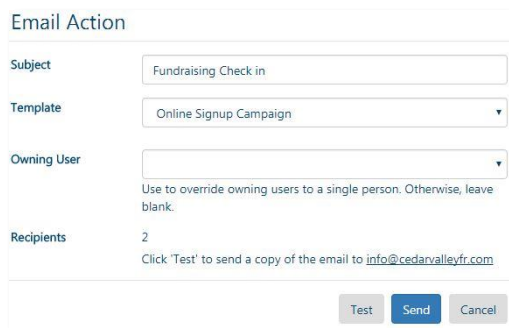 Email Action
Subject
Fundraising Check in
Template
Online Signup Campaign
Owning User
Use to override owning users to a single person. Otherwise, leave
blank.
Recipients
2
Click 'Test' to send a copy of the email to info@cedarvalleyfr.com
Test Send Cancel